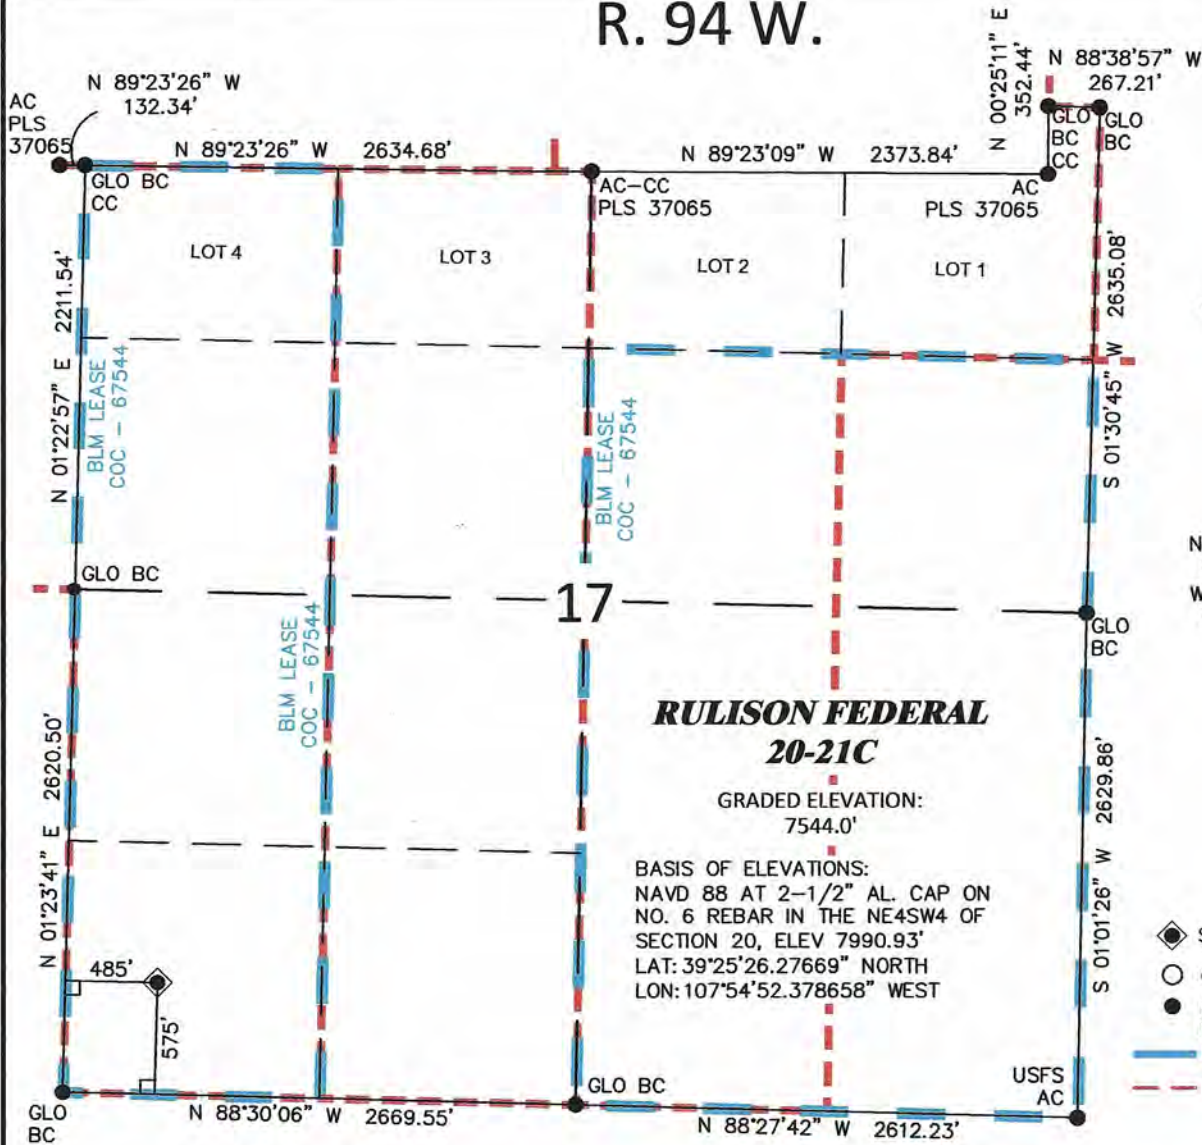 R. 94 W.
N 00°25'11" E
352.44'
N 88°38'57" W
267.21'
N 89°23'26" W
132.34'
AC
PLS
37065
N 89°23'26" W 2634.68'
N 89°23'09" W 2373.84'
GLO
BC
CC
GLO
BC
GLO BC
CC
AC-CC
PLS 37065
AC
PLS 37065
LOT 4
LOT 3
LOT 2
LOT 1
N 01°22'57" E 2211.54'
BLM LEASE
COC - 67544
BLM LEASE
COC - 67544
S 01°30'45" W 2635.08'
N
W
GLO BC
17
GLO
BC
BLM LEASE
COC - 67544
RULISON FEDERAL
20-21C
GRADED ELEVATION:
7544.0'
BASIS OF ELEVATIONS:
NAVD 88 AT 2-1/2" AL. CAP ON
NO. 6 REBAR IN THE NE4SW4 OF
SECTION 20, ELEV 7990.93'
LAT: 39°25'26.27669" NORTH
LON: 107°54'52.378658" WEST
N 01°23'41" E 2620.50'
S 01°01'26" W 2629.86'
485'
575'
S
GLO
BC
N 88°30'06" W 2669.55'
GLO BC
N 88°27'42" W 2612.23'
USFS
AC